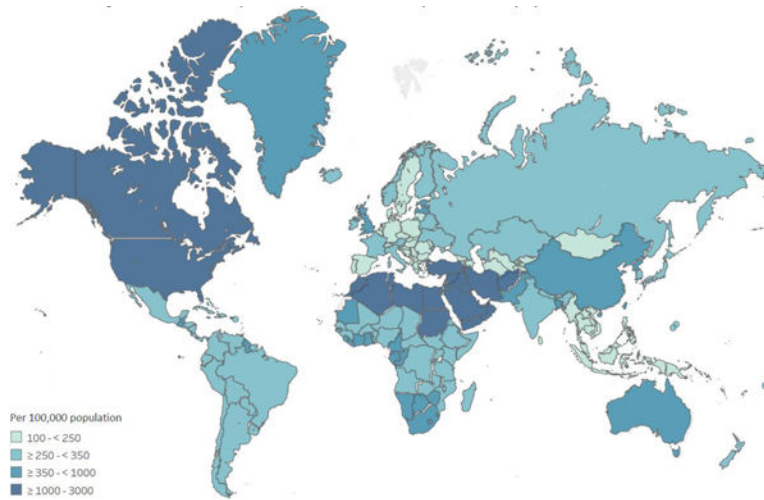 Per 100,000 population
100 - < 250
≥ 250 - < 350
≥ 350 - < 1000
≥ 1000 - 3000